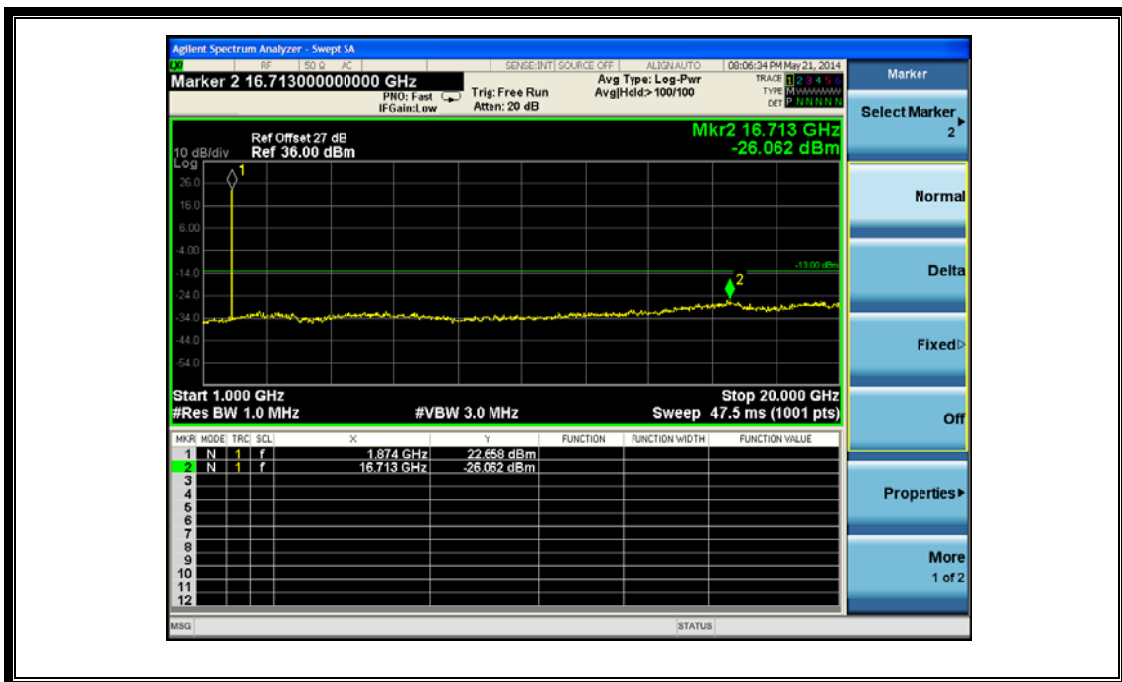 Agilent Spectrum Analyzer - Swept SA
LXI RF 50 Ω AC SENSE:INT SOURCE OFF ALIGN AUTO 08:06:34 PM May 21, 2014
Marker 2 16.713000000000 GHz
PNO: Fast
IFGain:Low
Trig: Free Run
Atten: 20 dB
Avg Type: Log-Pwr
Avg|Hold:>100/100
TRACE 1 2 3 4 5 6
TYPE M
DET P N N N N N
Ref Offset 27 dB
10 dB/div Ref 36.00 dBm
Mkr2 16.713 GHz
-26.062 dBm
Log
26.0
16.0
6.00
-4.00
-14.0
-24.0
-34.0
-44.0
-54.0
1
2
-13.00 dBm
Start 1.000 GHz Stop 20.000 GHz
#Res BW 1.0 MHz #VBW 3.0 MHz Sweep 47.5 ms (1001 pts)
MKR MODE TRC SCL X Y FUNCTION FUNCTION WIDTH FUNCTION VALUE
1 N 1 f 1.874 GHz 22.658 dBm
2 N 1 f 16.713 GHz -26.062 dBm
3
4
5
6
7
8
9
10
11
12
MSG STATUS
Marker
Select Marker
2
Normal
Delta
Fixed
Off
Properties
More
1 of 2